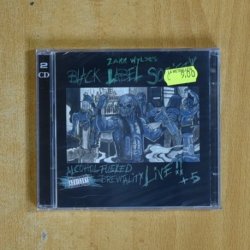 2 CD
ZAKK WYLDE'S
BLACK LABEL SOCIETY
ALCOHOL FUELED
BREWTALITY LIVE!!
+5